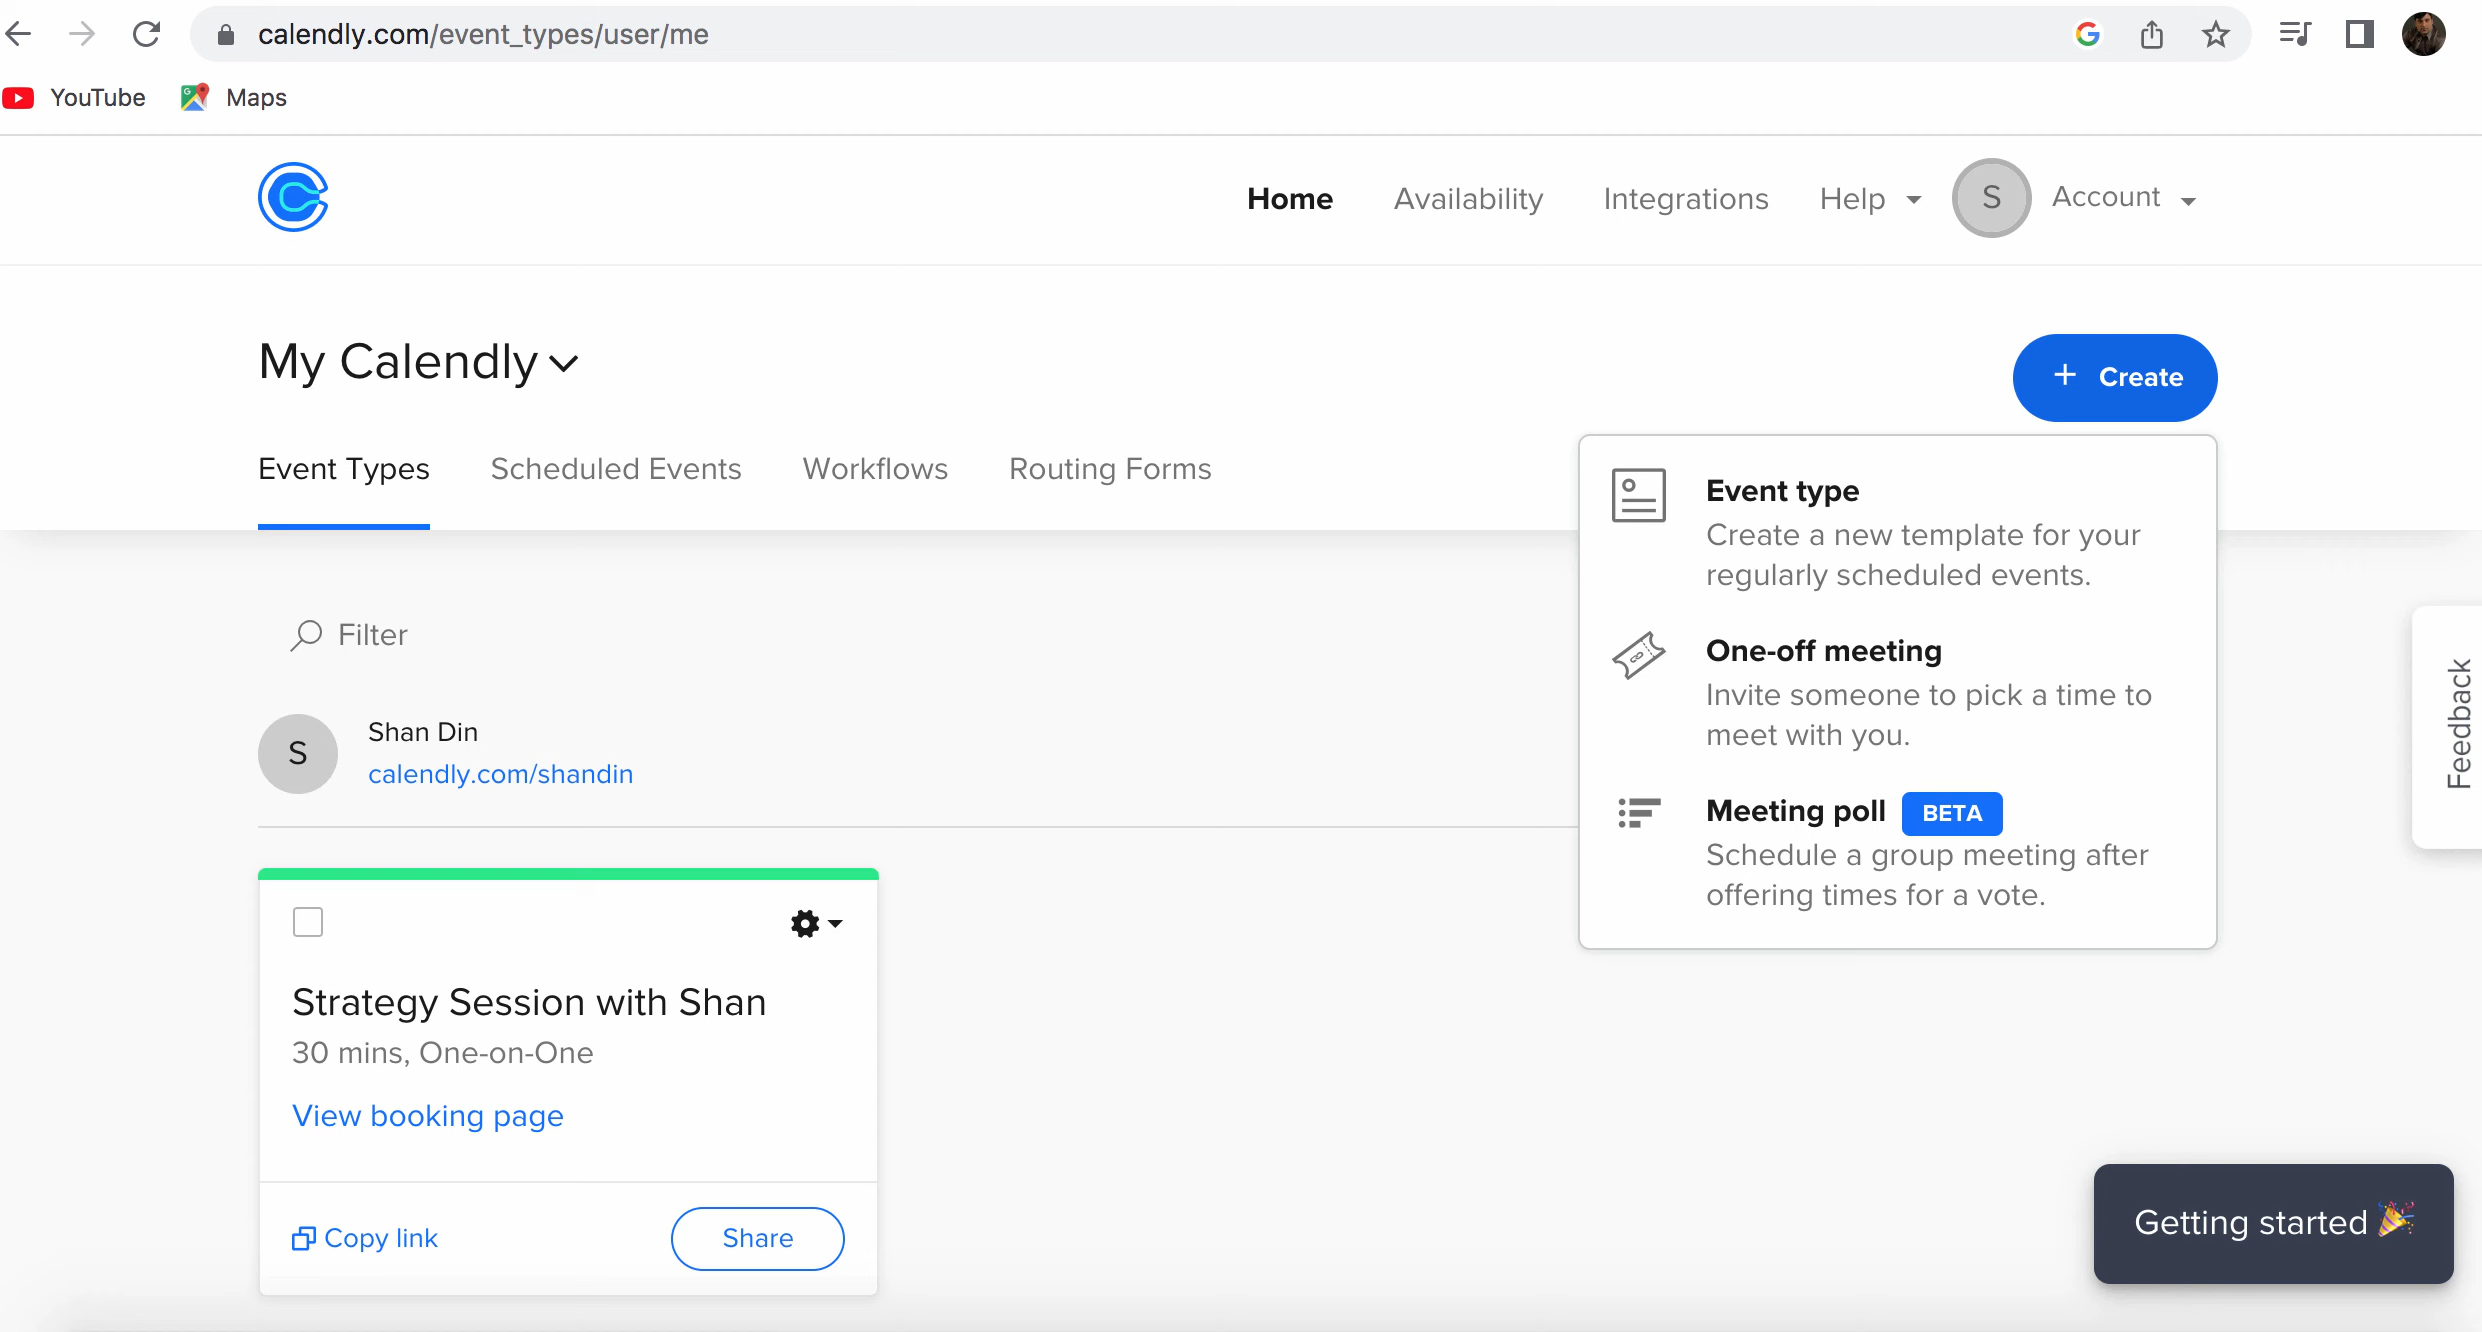 calendly.com/event_types/user/me
YouTube
Maps
Home
Availability
Integrations
Help
S
Account
My Calendly
+ Create
Event Types
Scheduled Events
Workflows
Routing Forms
Event type
Create a new template for your
regularly scheduled events.
One-off meeting
Invite someone to pick a time to
meet with you.
Meeting poll BETA
Schedule a group meeting after
offering times for a vote.
Filter
S
Shan Din
calendly.com/shandin
Feedback
Strategy Session with Shan
30 mins, One-on-One
View booking page
Copy link
Share
Getting started 🎉